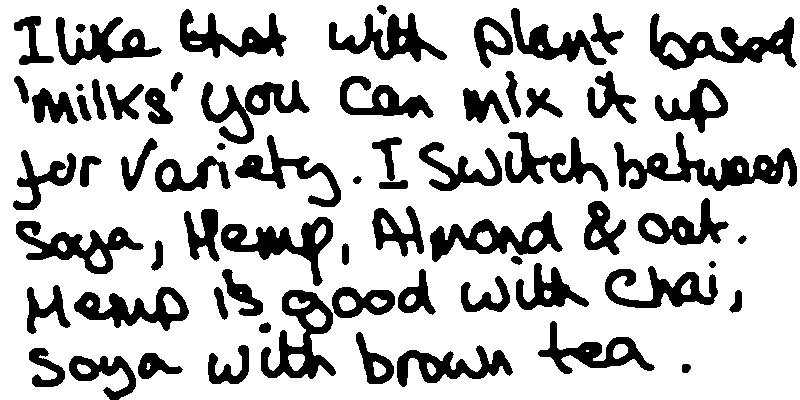 I like that with plant based
'milks' you can mix it up
for variety. I switch between
Soya, Hemp, Almond & oat.
Hemp is good with Chai,
Soya with brown tea.